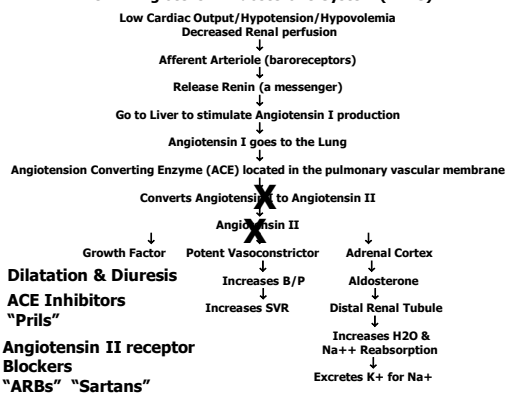 Low Cardiac Output/Hypotension/Hypovolemia
Decreased Renal perfusion
Afferent Arteriole (baroreceptors)
Release Renin (a messenger)
Go to Liver to stimulate Angiotensin I production
Angiotensin I goes to the Lung
Angiotension Converting Enzyme (ACE) located in the pulmonary vascular membrane
Converts Angiotensin I to Angiotensin II
X
Angiotensin II
X
Growth Factor Potent Vasoconstrictor Adrenal Cortex
Dilatation & Diuresis
Increases B/P Aldosterone
ACE Inhibitors
"Prils"
Increases SVR Distal Renal Tubule
Increases H2O &
Na++ Reabsorption
Angiotensin II receptor
Blockers
"ARBs" "Sartans"
Excretes K+ for Na+